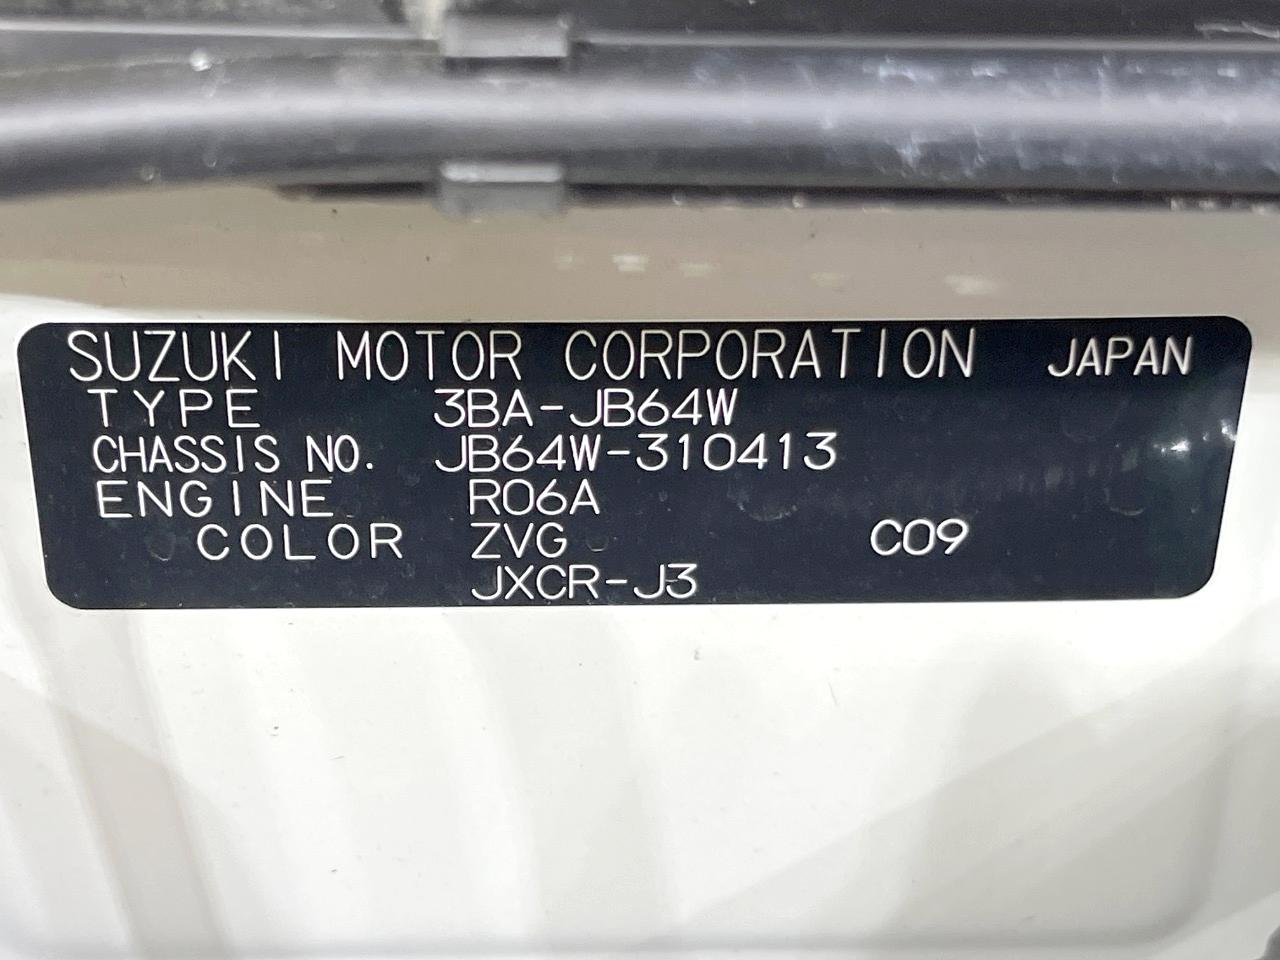 SUZUKI MOTOR CORPORATION JAPAN
TYPE 3BA-JB64W
CHASSIS NO. JB64W-310413
ENGINE R06A
COLOR ZVG C09
JXCR-J3